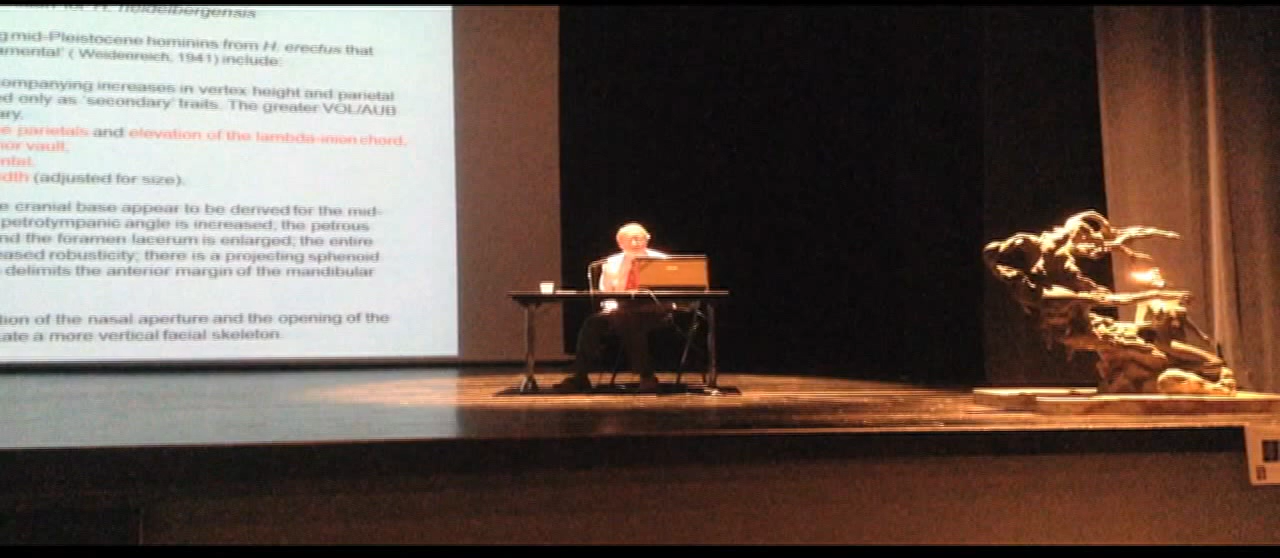 for H. heidelbergensis
g mid-Pleistocene hominins from H. erectus that
amental' ( Weidenreich, 1941) include:
ompanying increases in vertex height and parietal
ed only as 'secondary' traits. The greater VOL/AUB
ary.
e parietals and elevation of the lambda-inion chord,
ior vault,
ntal,
dth (adjusted for size).
e cranial base appear to be derived for the mid-
petrotympanic angle is increased; the petrous
nd the foramen lacerum is enlarged; the entire
ased robusticity; there is a projecting sphenoid
delimits the anterior margin of the mandibular
tion of the nasal aperture and the opening of the
ate a more vertical facial skeleton.